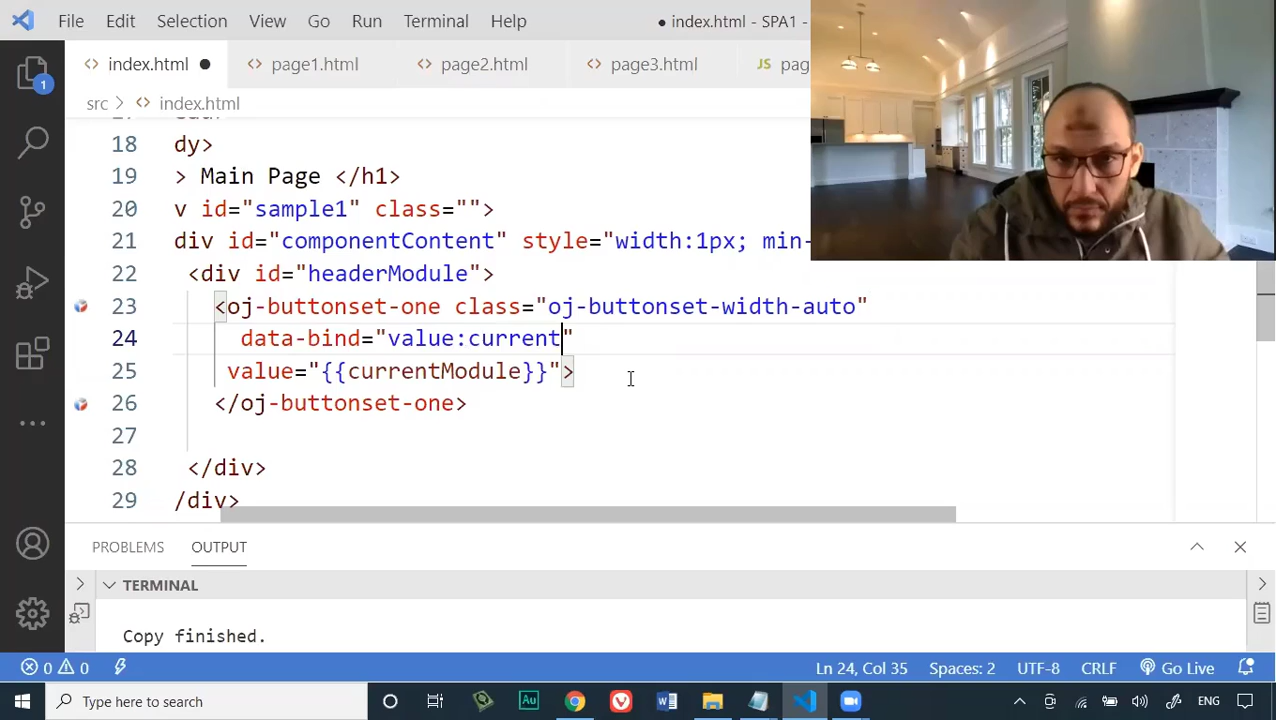 File Edit Selection View Go Run Terminal Help ● index.html - SPA1 -
<> index.html ● <> page1.html <> page2.html <> page3.html JS pag
1
src > <> index.html
18 dy>
19 > Main Page </h1>
20 v id="sample1" class="">
21 div id="componentContent" style="width:1px; min-
22 <div id="headerModule">
23 <oj-buttonset-one class="oj-buttonset-width-auto"
24 data-bind="value:current"
25 value="{{currentModule}}">
26 </oj-buttonset-one>
27
28 </div>
29 /div>
PROBLEMS OUTPUT
TERMINAL
Copy finished.
0 0 Ln 24, Col 35 Spaces: 2 UTF-8 CRLF Go Live
Type here to search Au W ENG